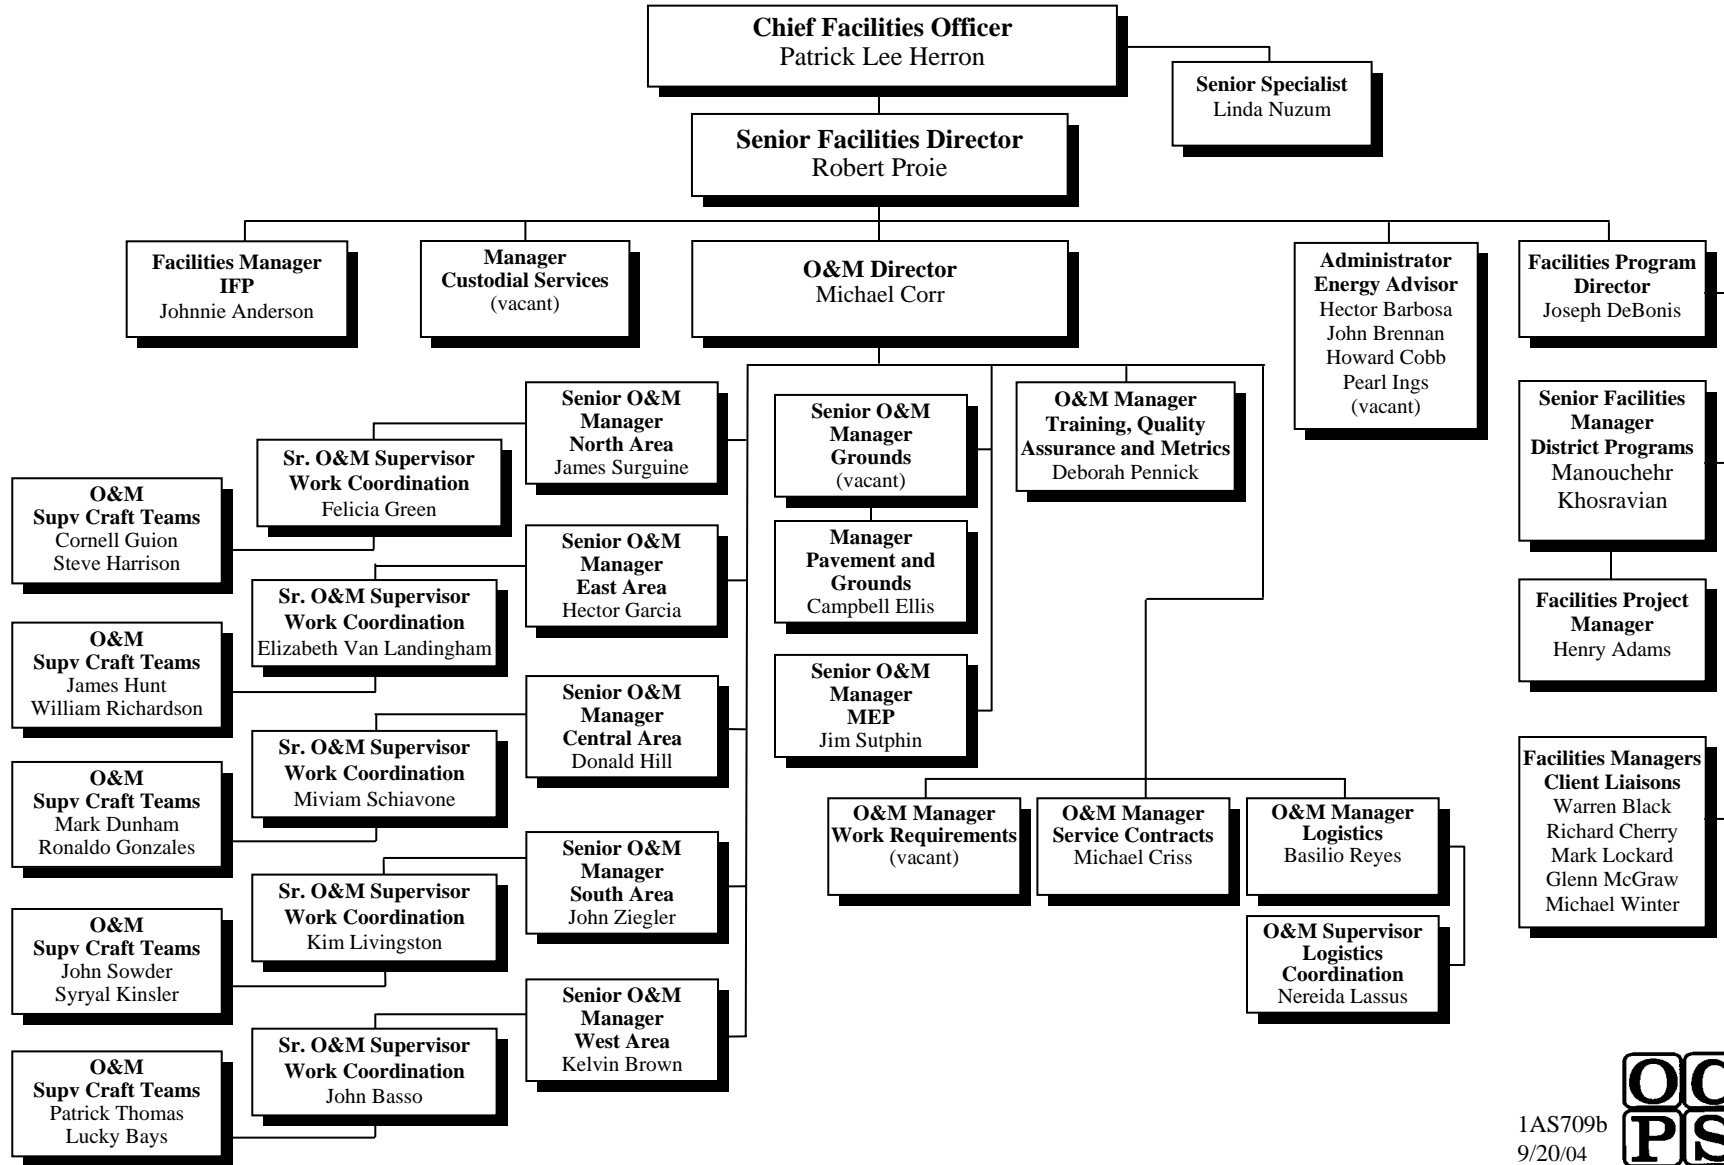 Chief Facilities Officer
Patrick Lee Herron
Senior Specialist
Linda Nuzum
Senior Facilities Director
Robert Proie
Facilities Manager
IFP
Johnnie Anderson
Manager
Custodial Services
(vacant)
O&M Director
Michael Corr
Administrator
Energy Advisor
Hector Barbosa
John Brennan
Howard Cobb
Pearl Ings
(vacant)
Facilities Program
Director
Joseph DeBonis
Senior O&M
Manager
North Area
James Surguine
Sr. O&M Supervisor
Work Coordination
Felicia Green
O&M
Supv Craft Teams
Cornell Guion
Steve Harrison
Senior O&M
Manager
East Area
Hector Garcia
Sr. O&M Supervisor
Work Coordination
Elizabeth Van Landingham
O&M
Supv Craft Teams
James Hunt
William Richardson
Senior O&M
Manager
Central Area
Donald Hill
Sr. O&M Supervisor
Work Coordination
Miviam Schiavone
O&M
Supv Craft Teams
Mark Dunham
Ronaldo Gonzales
Senior O&M
Manager
South Area
John Ziegler
Sr. O&M Supervisor
Work Coordination
Kim Livingston
O&M
Supv Craft Teams
John Sowder
Syryal Kinsler
Senior O&M
Manager
West Area
Kelvin Brown
Sr. O&M Supervisor
Work Coordination
John Basso
O&M
Supv Craft Teams
Patrick Thomas
Lucky Bays
Senior O&M
Manager
Grounds
(vacant)
Manager
Pavement and
Grounds
Campbell Ellis
Senior O&M
Manager
MEP
Jim Sutphin
O&M Manager
Training, Quality
Assurance and Metrics
Deborah Pennick
O&M Manager
Work Requirements
(vacant)
O&M Manager
Service Contracts
Michael Criss
O&M Manager
Logistics
Basilio Reyes
O&M Supervisor
Logistics
Coordination
Nereida Lassus
Senior Facilities
Manager
District Programs
Manouchehr
Khosravian
Facilities Project
Manager
Henry Adams
Facilities Managers
Client Liaisons
Warren Black
Richard Cherry
Mark Lockard
Glenn McGraw
Michael Winter
1AS709b
9/20/04
OC
PS